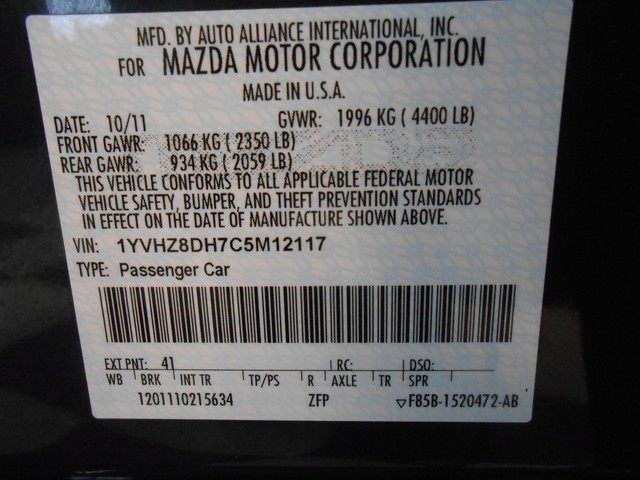 MFD. BY AUTO ALLIANCE INTERNATIONAL, INC.
FOR MAZDA MOTOR CORPORATION
MADE IN U.S.A.
DATE: 10/11 GVWR: 1996 KG ( 4400 LB)
FRONT GAWR: 1066 KG ( 2350 LB)
REAR GAWR: 934 KG ( 2059 LB)
THIS VEHICLE CONFORMS TO ALL APPLICABLE FEDERAL MOTOR
VEHICLE SAFETY, BUMPER, AND THEFT PREVENTION STANDARDS
IN EFFECT ON THE DATE OF MANUFACTURE SHOWN ABOVE.
VIN: 1YVHZ8DH7C5M12117
TYPE: Passenger Car
EXT PNT: 41 RC: DSO:
WB BRK INT TR TP/PS R AXLE TR SPR
1201110215634 ZFP ▽F85B-1520472-AB